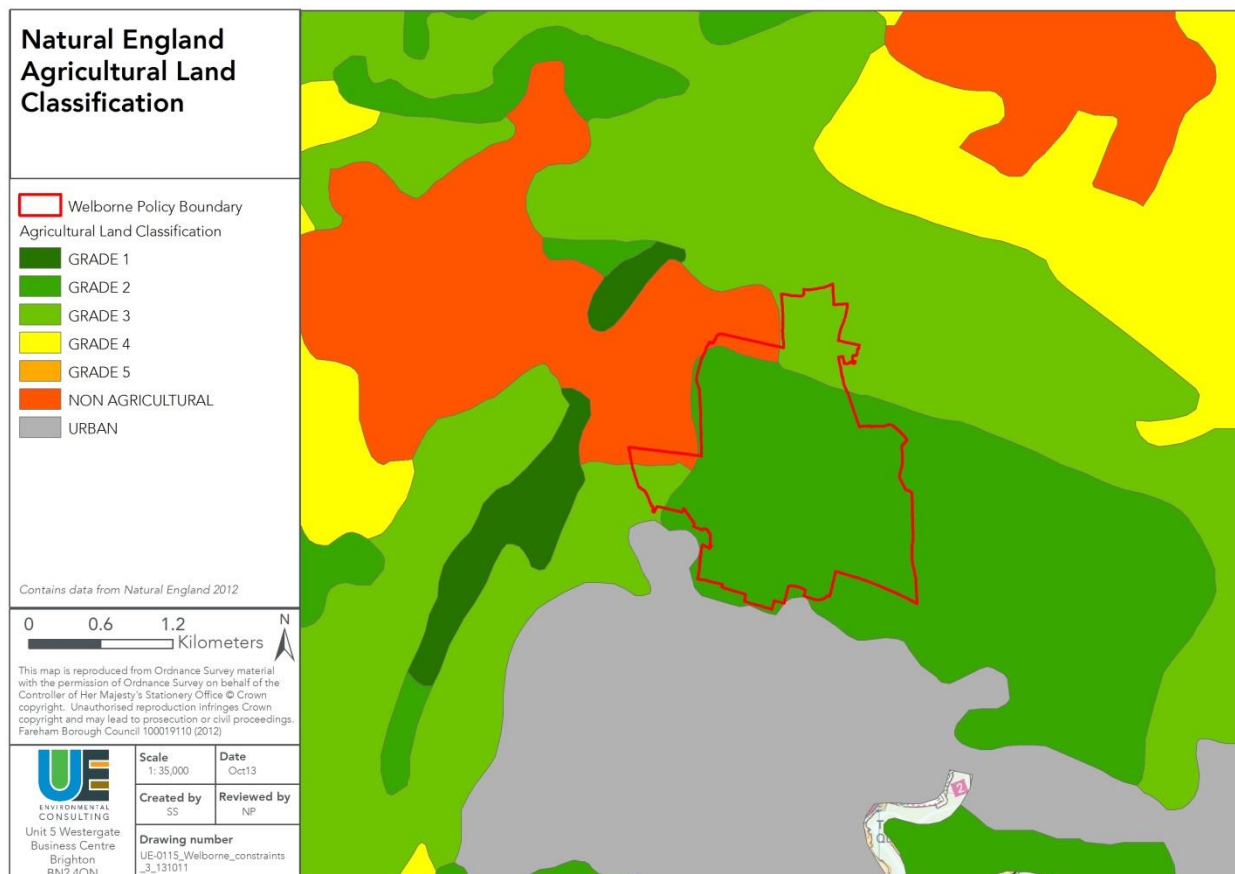 Natural England
Agricultural Land
Classification
Welborne Policy Boundary
Agricultural Land Classification
GRADE 1
GRADE 2
GRADE 3
GRADE 4
GRADE 5
NON AGRICULTURAL
URBAN
Contains data from Natural England 2012
0 0.6 1.2
Kilometers
N
This map is reproduced from Ordnance Survey material
with the permission of Ordnance Survey on behalf of the
Controller of Her Majesty's Stationery Office © Crown
copyright. Unauthorised reproduction infringes Crown
copyright and may lead to prosecution or civil proceedings.
Fareham Borough Council 100019110 (2012)
UE
ENVIRONMENTAL
CONSULTING
Unit 5 Westergate
Business Centre
Brighton
Scale
1: 35,000
Date
Oct13
Created by
SS
Reviewed by
NP
Drawing number
UE-0115_Welborne_constraints
_3_131011
2